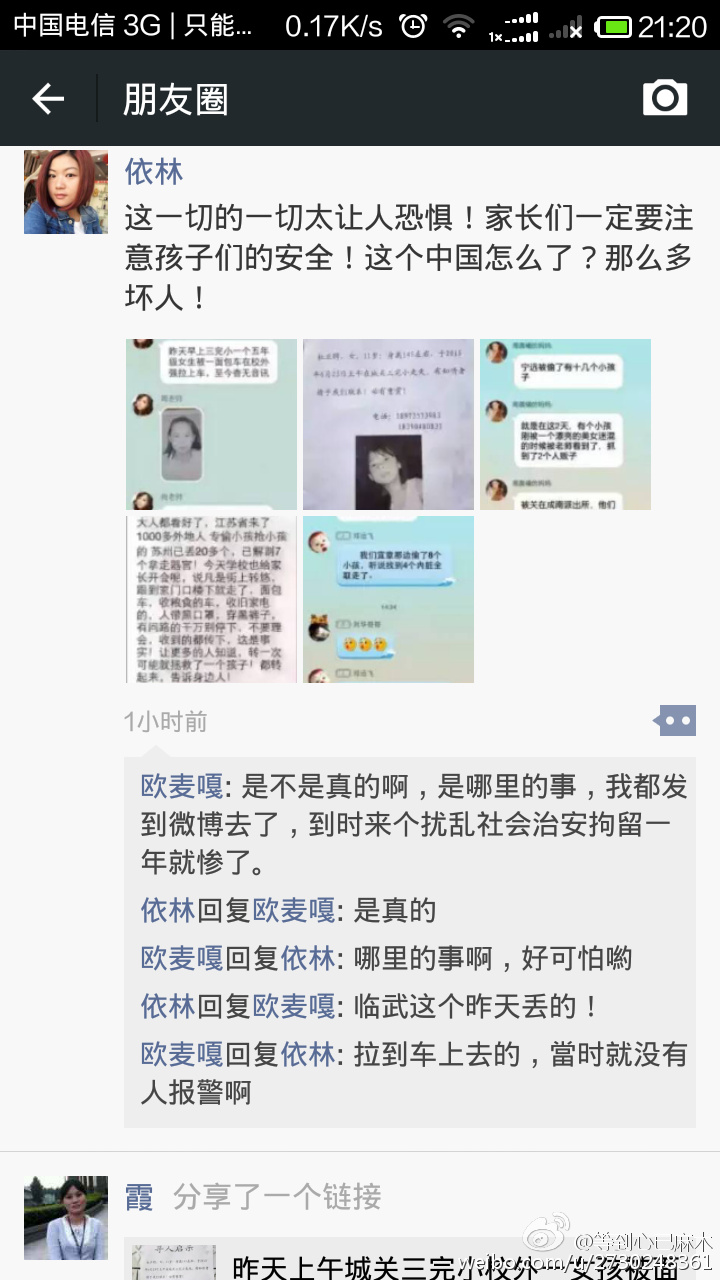 中国电信 3G | 只能... 0.17K/s 21:20
朋友圈
依林
这一切的一切太让人恐惧！家长们一定要注
意孩子们的安全！这个中国怎么了？那么多
坏人！
昨天早上三完小一个五年
级女生被一面包车在校外
强拉上车，至今杳无音讯
宁远被偷了有十几个小孩
子
就是在这2天，有个小孩
刚被一个漂亮的美女迷混
的时候被老师看到了，抓
到了2个人贩子
被关在成南派出所，他们
大人都看好了，江苏省来了
1000多外地人 专偷小孩抢小孩
的 苏州已丢20多个，已解剖7
个拿走器官！今天学校也给家
长开会呢，说凡是街上转悠，
跟到家门口楼下就走了，面包
车，收粮食的车，收旧家电
的，人带黑口罩，穿黑裤子，
有问路的千万别停下，不要理
会，收到的都传下，这是事
实！让更多的人知道，转一次
可能就拯救了一个孩子！都转
起来，告诉身边人！
我们蓝章那边偷了8个
小孩，听说找到4个内脏全
取走了。
1小时前
欧麦嘎: 是不是真的啊，是哪里的事，我都发
到微博去了，到时来个扰乱社会治安拘留一
年就惨了。
依林回复欧麦嘎: 是真的
欧麦嘎回复依林: 哪里的事啊，好可怕哟
依林回复欧麦嘎: 临武这个昨天丢的！
欧麦嘎回复依林: 拉到车上去的，當时就没有
人报警啊
霞 分享了一个链接
寻人启示
昨天上午城关三完小校外一女孩被面
@等创心已麻木
weibo.com/u/2730248361